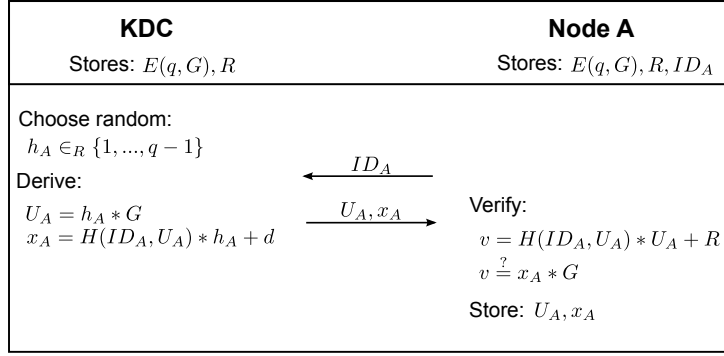 KDC
Stores: E(q, G), R
Node A
Stores: E(q, G), R, ID_A
Choose random:
h_A ∈_R {1, ..., q − 1}
Derive:
U_A = h_A ∗ G
x_A = H(ID_A, U_A) ∗ h_A + d
ID_A
U_A, x_A
Verify:
v = H(ID_A, U_A) ∗ U_A + R
v ≟ x_A ∗ G
Store: U_A, x_A